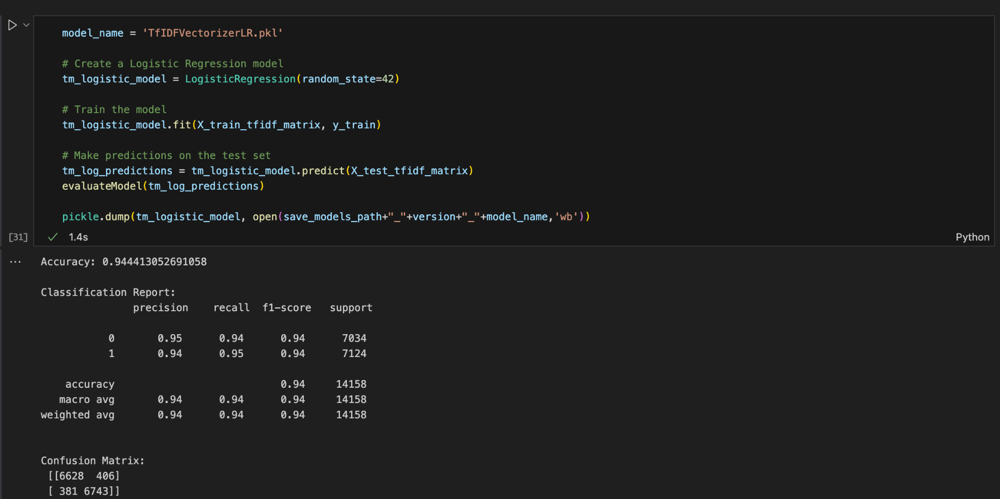 model_name = 'TfIDFVectorizerLR.pkl'
# Create a Logistic Regression model
tm_logistic_model = LogisticRegression(random_state=42)
# Train the model
tm_logistic_model.fit(X_train_tfidf_matrix, y_train)
# Make predictions on the test set
tm_log_predictions = tm_logistic_model.predict(X_test_tfidf_matrix)
evaluateModel(tm_log_predictions)
pickle.dump(tm_logistic_model, open(save_models_path+"_"+version+"_"+model_name,'wb'))
[31] ✓ 1.4s Python
... Accuracy: 0.944413052691058
Classification Report:
precision recall f1-score support
0 0.95 0.94 0.94 7034
1 0.94 0.95 0.94 7124
accuracy 0.94 14158
macro avg 0.94 0.94 0.94 14158
weighted avg 0.94 0.94 0.94 14158
Confusion Matrix:
[[6628 406]
[ 381 6743]]